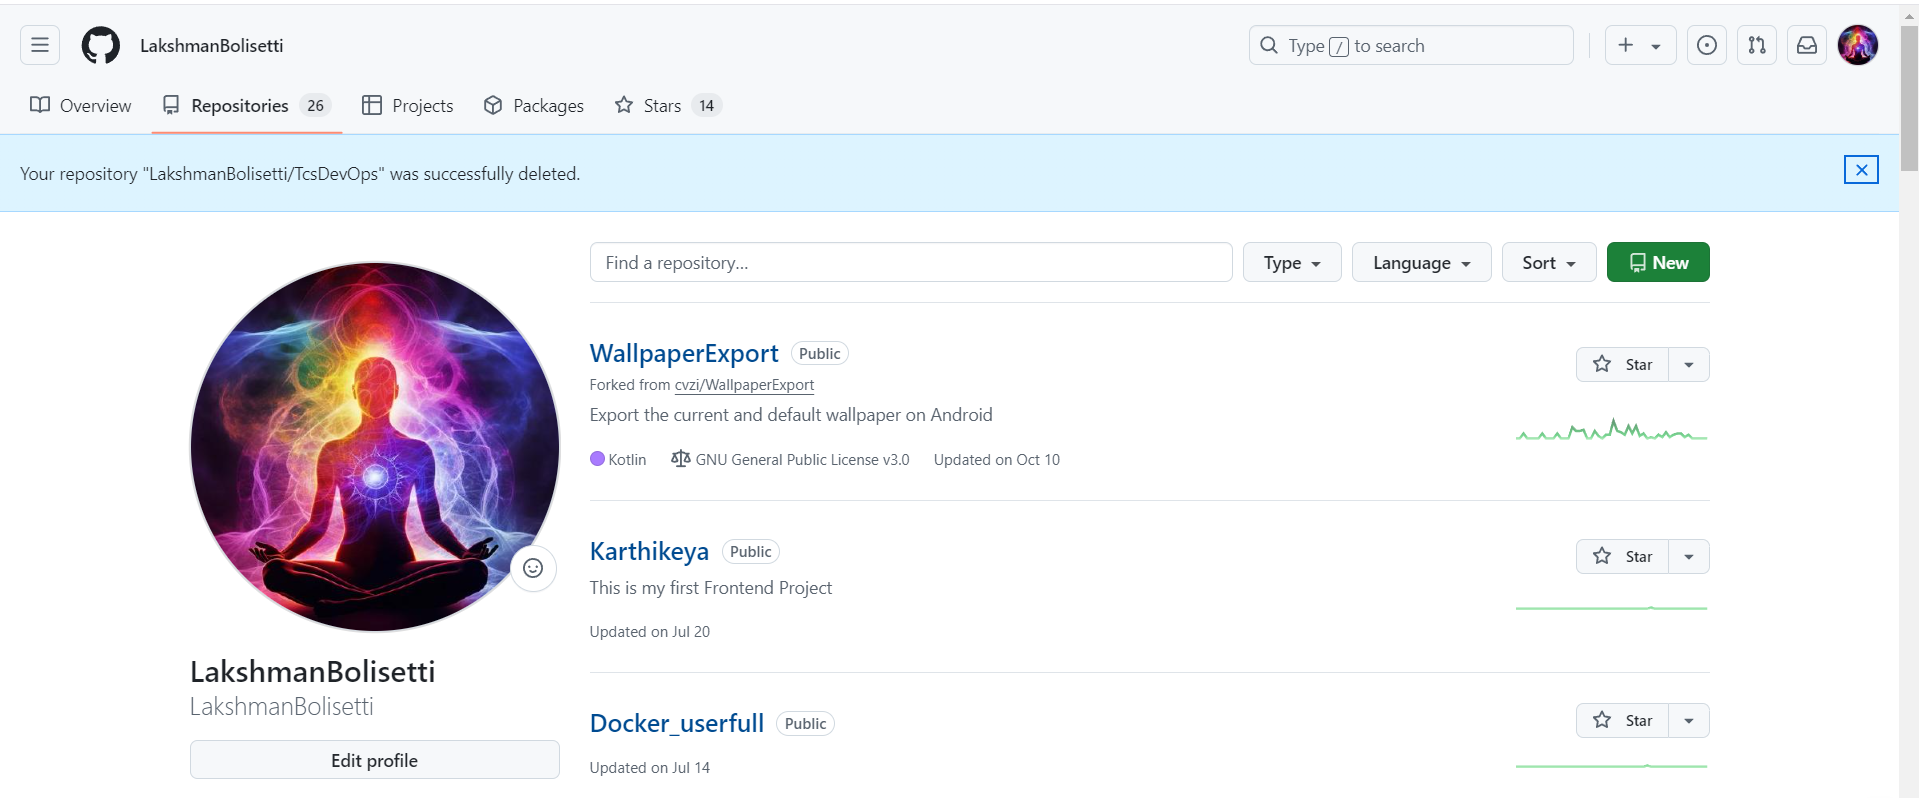 LakshmanBolisetti
Type / to search
Overview Repositories 26 Projects Packages Stars 14
Your repository "LakshmanBolisetti/TcsDevOps" was successfully deleted.
Find a repository... Type Language Sort New
WallpaperExport Public
Star
Forked from cvzi/WallpaperExport
Export the current and default wallpaper on Android
Kotlin GNU General Public License v3.0 Updated on Oct 10
Karthikeya Public
Star
This is my first Frontend Project
Updated on Jul 20
LakshmanBolisetti
LakshmanBolisetti
Edit profile
Docker_userfull Public
Star
Updated on Jul 14